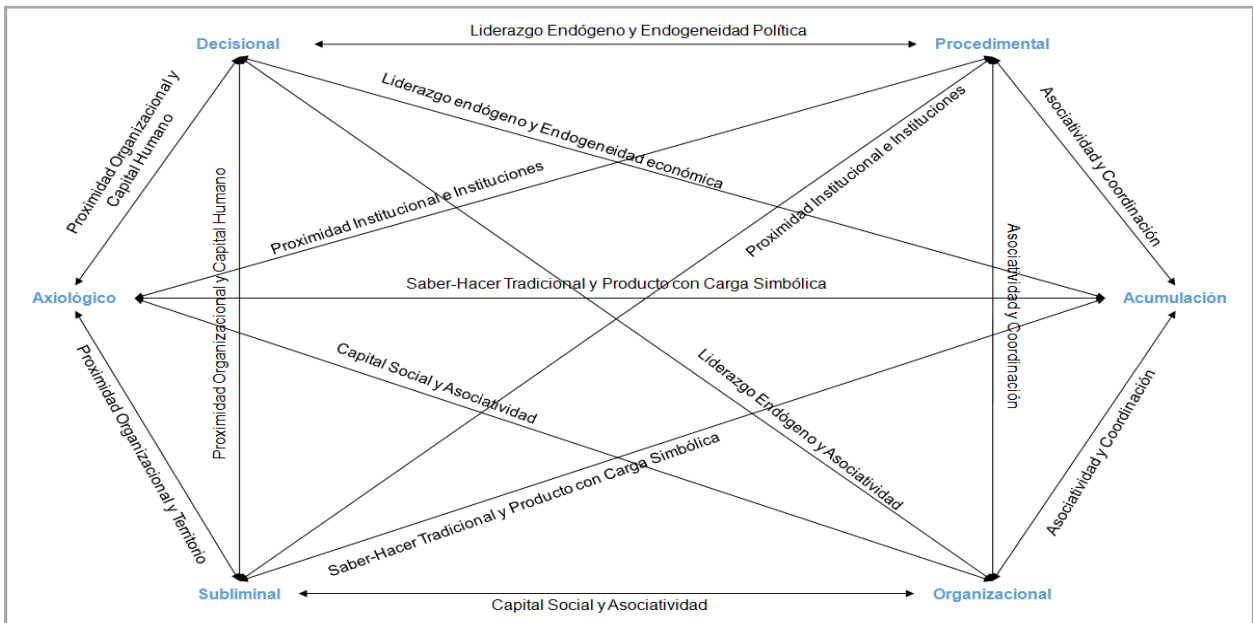 Liderazgo Endógeno y Endogeneidad Política
Decisional
Procedimental
Proximidad Organizacional y
Capital Humano
Liderazgo endógeno y Endogeneidad económica
Proximidad Institucional e Instituciones
Proximidad Institucional e Instituciones
Asociatividad y Coordinación
Proximidad Organizacional y Capital Humano
Asociatividad y Coordinación
Axiológico
Saber-Hacer Tradicional y Producto con Carga Simbólica
Acumulación
Proximidad Organizacional y Territorio
Capital Social y Asociatividad
Liderazgo Endógeno y Asociatividad
Saber-Hacer Tradicional y Producto con Carga Simbólica
Asociatividad y Coordinación
Subliminal
Capital Social y Asociatividad
Organizacional